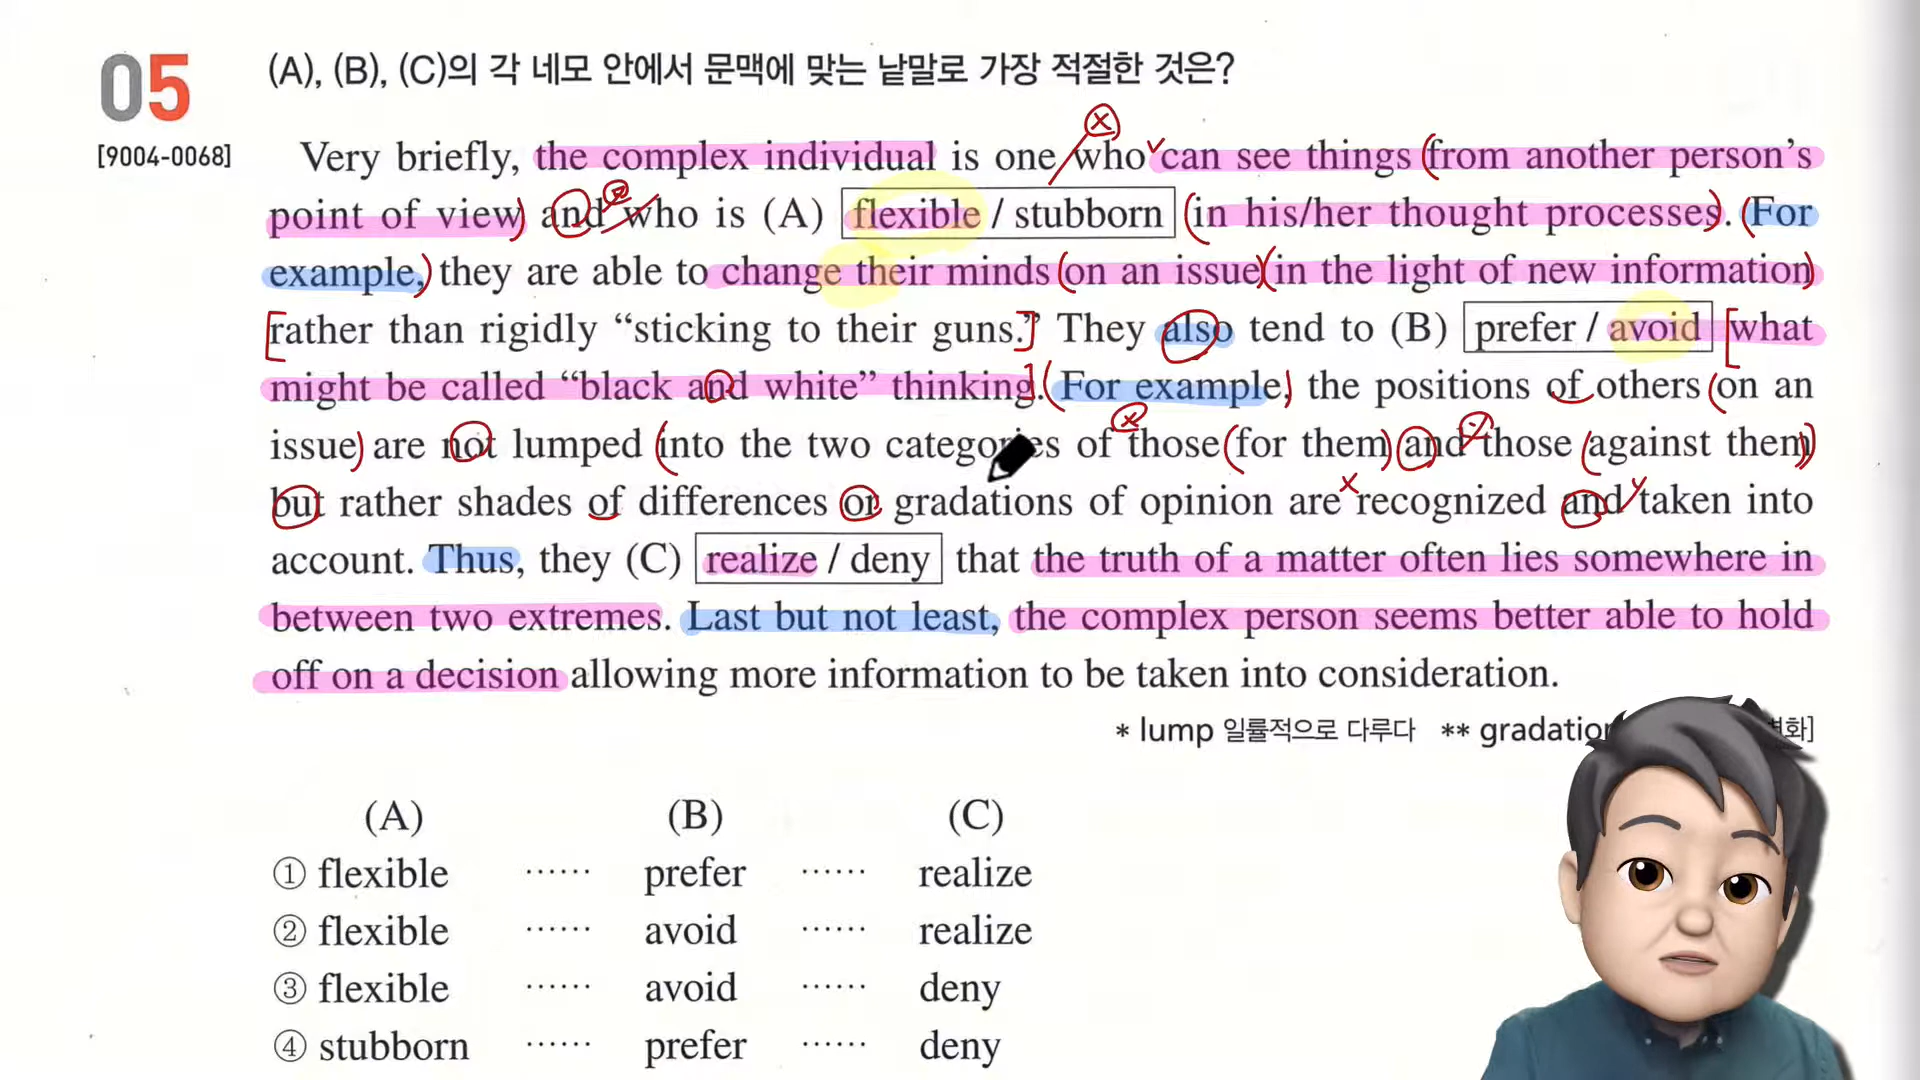 05
[9004-0068]
(A), (B), (C)의 각 네모 안에서 문맥에 맞는 낱말로 가장 적절한 것은?
Very briefly, the complex individual is one who can see things from another person's
point of view and who is (A) flexible / stubborn in his/her thought processes. For
example, they are able to change their minds on an issue in the light of new information
rather than rigidly “sticking to their guns.” They also tend to (B) prefer / avoid what
might be called “black and white” thinking. For example, the positions of others on an
issue are not lumped into the two categories of those for them and those against them
but rather shades of differences or gradations of opinion are recognized and taken into
account. Thus, they (C) realize / deny that the truth of a matter often lies somewhere in
between two extremes. Last but not least, the complex person seems better able to hold
off on a decision allowing more information to be taken into consideration.
* lump 일률적으로 다루다 ** gradation 화]
(A) (B) (C)
① flexible ······ prefer ······ realize
② flexible ······ avoid ······ realize
③ flexible ······ avoid ······ deny
④ stubborn ······ prefer ······ deny